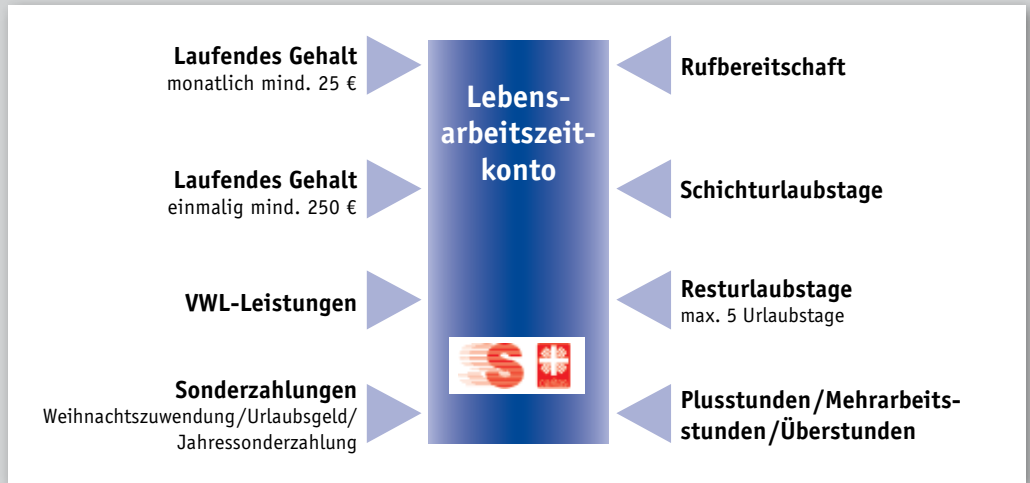 Laufendes Gehalt
monatlich mind. 25 €
Laufendes Gehalt
einmalig mind. 250 €
VWL-Leistungen
Sonderzahlungen
Weihnachtszuwendung/Urlaubsgeld/
Jahressonderzahlung
Lebens-
arbeitszeit-
konto
S
Rufbereitschaft
Schichturlaubstage
Resturlaubstage
max. 5 Urlaubstage
Plusstunden/Mehrarbeits-
stunden/Überstunden